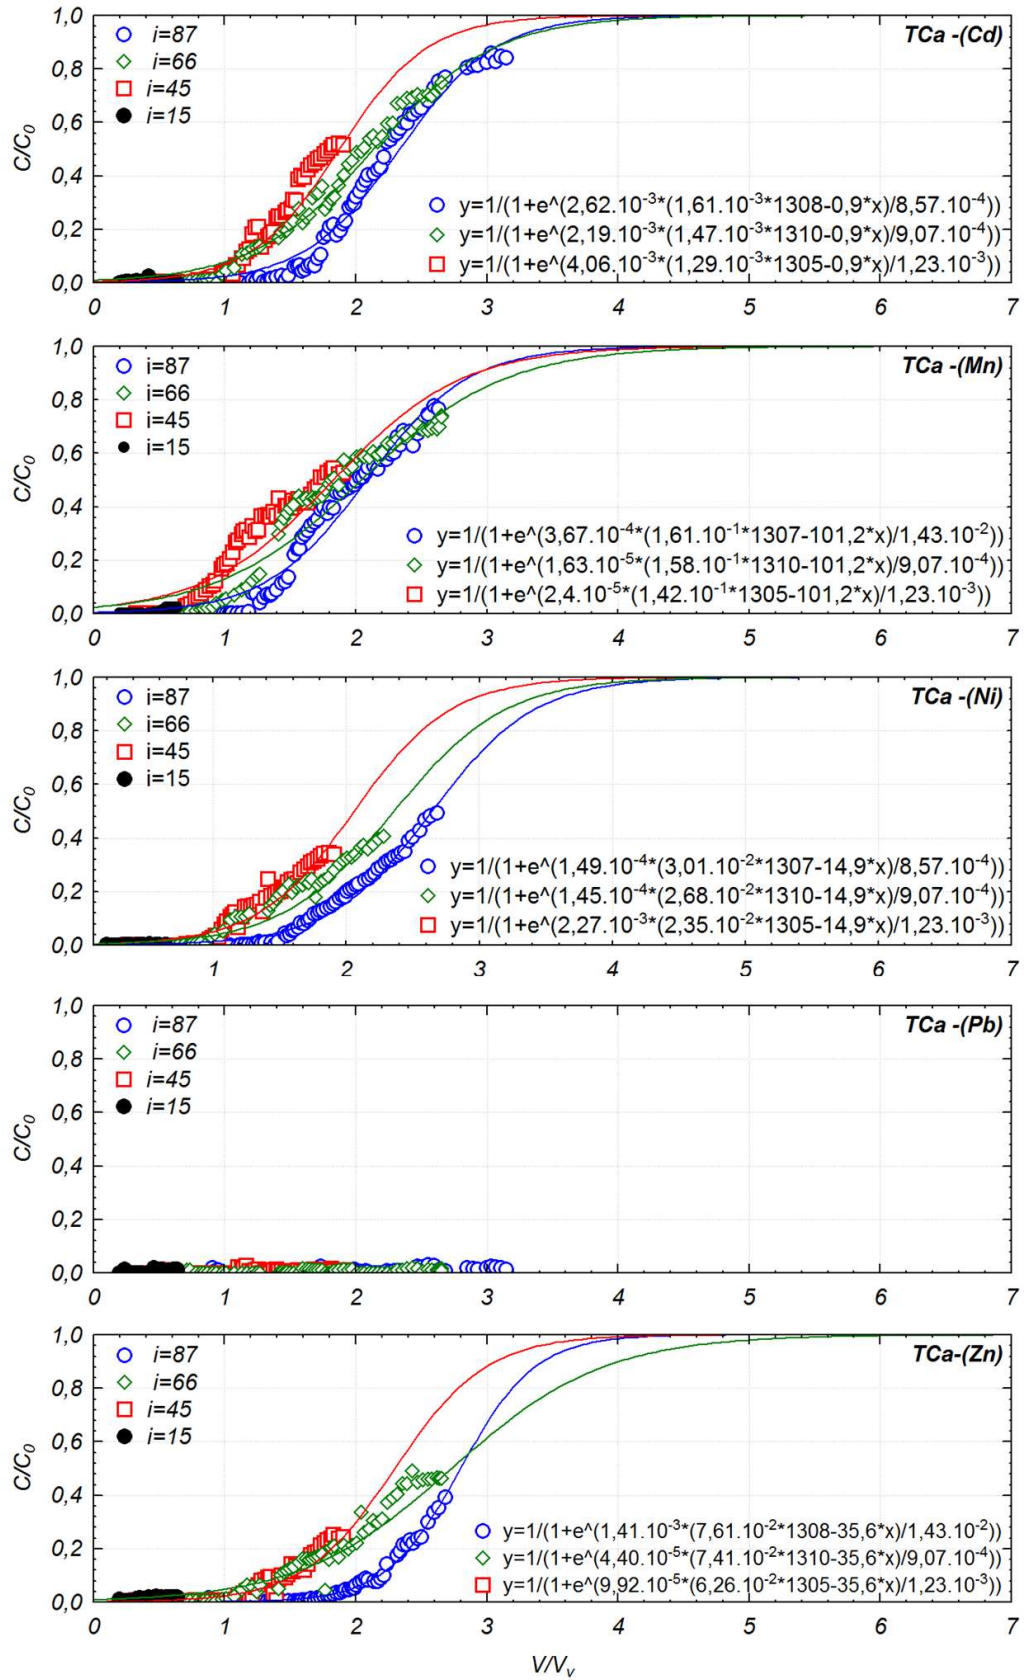 1,0
TCa -(Cd)
i=87
0,8
i=66
i=45
0,6
i=15
C/C0
0,4
y=1/(1+e^(2,62.10-3*(1,61.10-3*1308-0,9*x)/8,57.10-4))
0,2
y=1/(1+e^(2,19.10-3*(1,47.10-3*1310-0,9*x)/9,07.10-4))
y=1/(1+e^(4,06.10-3*(1,29.10-3*1305-0,9*x)/1,23.10-3))
0,0
0 1 2 3 4 5 6 7
1,0
TCa -(Mn)
i=87
0,8
i=66
i=45
0,6
i=15
C/C0
0,4
y=1/(1+e^(3,67.10-4*(1,61.10-1*1307-101,2*x)/1,43.10-2))
0,2
y=1/(1+e^(1,63.10-5*(1,58.10-1*1310-101,2*x)/9,07.10-4))
y=1/(1+e^(2,4.10-5*(1,42.10-1*1305-101,2*x)/1,23.10-3))
0,0
0 1 2 3 4 5 6 7
1,0
TCa -(Ni)
i=87
0,8
i=66
i=45
0,6
i=15
C/C0
0,4
y=1/(1+e^(1,49.10-4*(3,01.10-2*1307-14,9*x)/8,57.10-4))
0,2
y=1/(1+e^(1,45.10-4*(2,68.10-2*1310-14,9*x)/9,07.10-4))
y=1/(1+e^(2,27.10-3*(2,35.10-2*1305-14,9*x)/1,23.10-3))
0,0
1 2 3 4 5 6 7
1,0
TCa -(Pb)
i=87
0,8
i=66
i=45
0,6
i=15
C/C0
0,4
0,2
0,0
0 1 2 3 4 5 6 7
1,0
TCa-(Zn)
i=87
0,8
i=66
i=45
0,6
i=15
C/C0
0,4
y=1/(1+e^(1,41.10-3*(7,61.10-2*1308-35,6*x)/1,43.10-2))
0,2
y=1/(1+e^(4,40.10-5*(7,41.10-2*1310-35,6*x)/9,07.10-4))
y=1/(1+e^(9,92.10-5*(6,26.10-2*1305-35,6*x)/1,23.10-3))
0,0
0 1 2 3 4 5 6 7
V/Vv